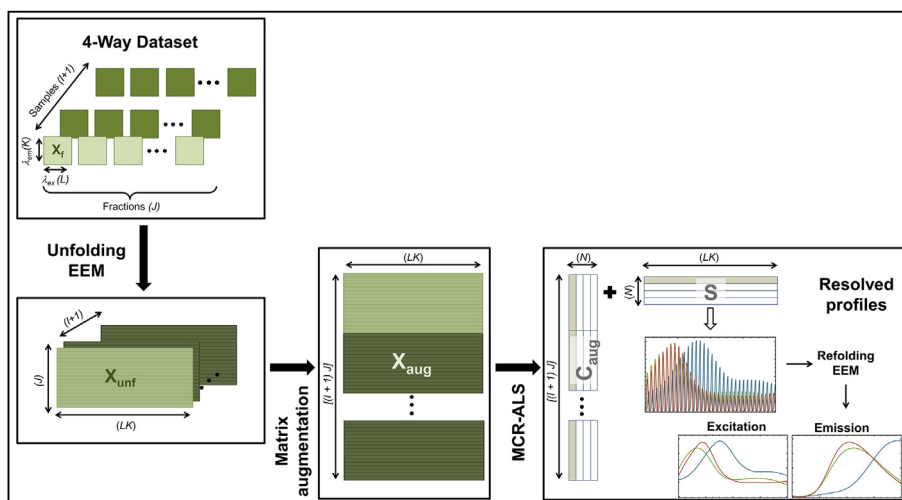 4-Way Dataset
Samples (I+1)
λem(K)
Xf
λex (L)
Fractions (J)
Unfolding
EEM
(I+1)
(J)
Xunf
(LK)
Matrix
augmentation
(LK)
[(I + 1) J]
Xaug
MCR-ALS
(N)
(LK)
[(I + 1) J]
Caug
(N)
S
Resolved
profiles
Refolding
EEM
Excitation
Emission